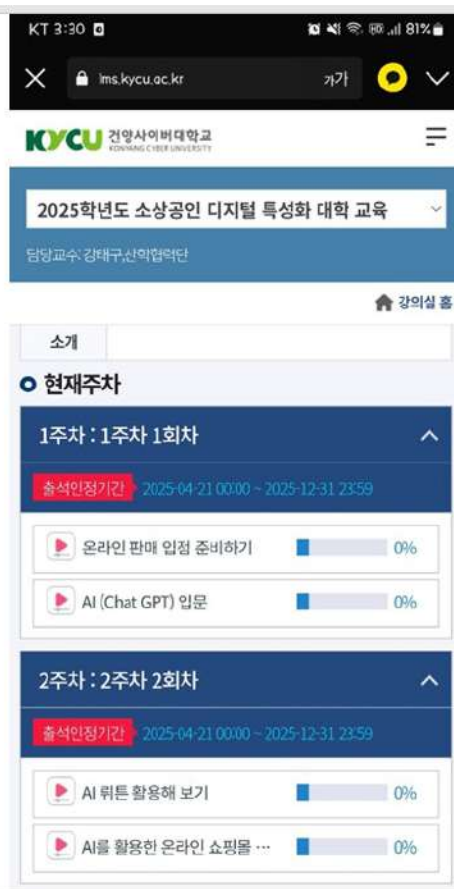 KT 3:30
81%
lms.kycu.ac.kr
가가
KYCU 건양사이버대학교
KONYANG CYBER UNIVERSITY
2025학년도 소상공인 디지털 특성화 대학 교육
담당교수: 강태구,산학협력단
강의실 홈
소개
현재주차
1주차 : 1주차 1회차
출석인정기간 2025-04-21 00:00 ~ 2025-12-31 23:59
온라인 판매 입점 준비하기 0%
AI (Chat GPT) 입문 0%
2주차 : 2주차 2회차
출석인정기간 2025-04-21 00:00 ~ 2025-12-31 23:59
AI 뤼튼 활용해 보기 0%
AI를 활용한 온라인 쇼핑몰 ··· 0%